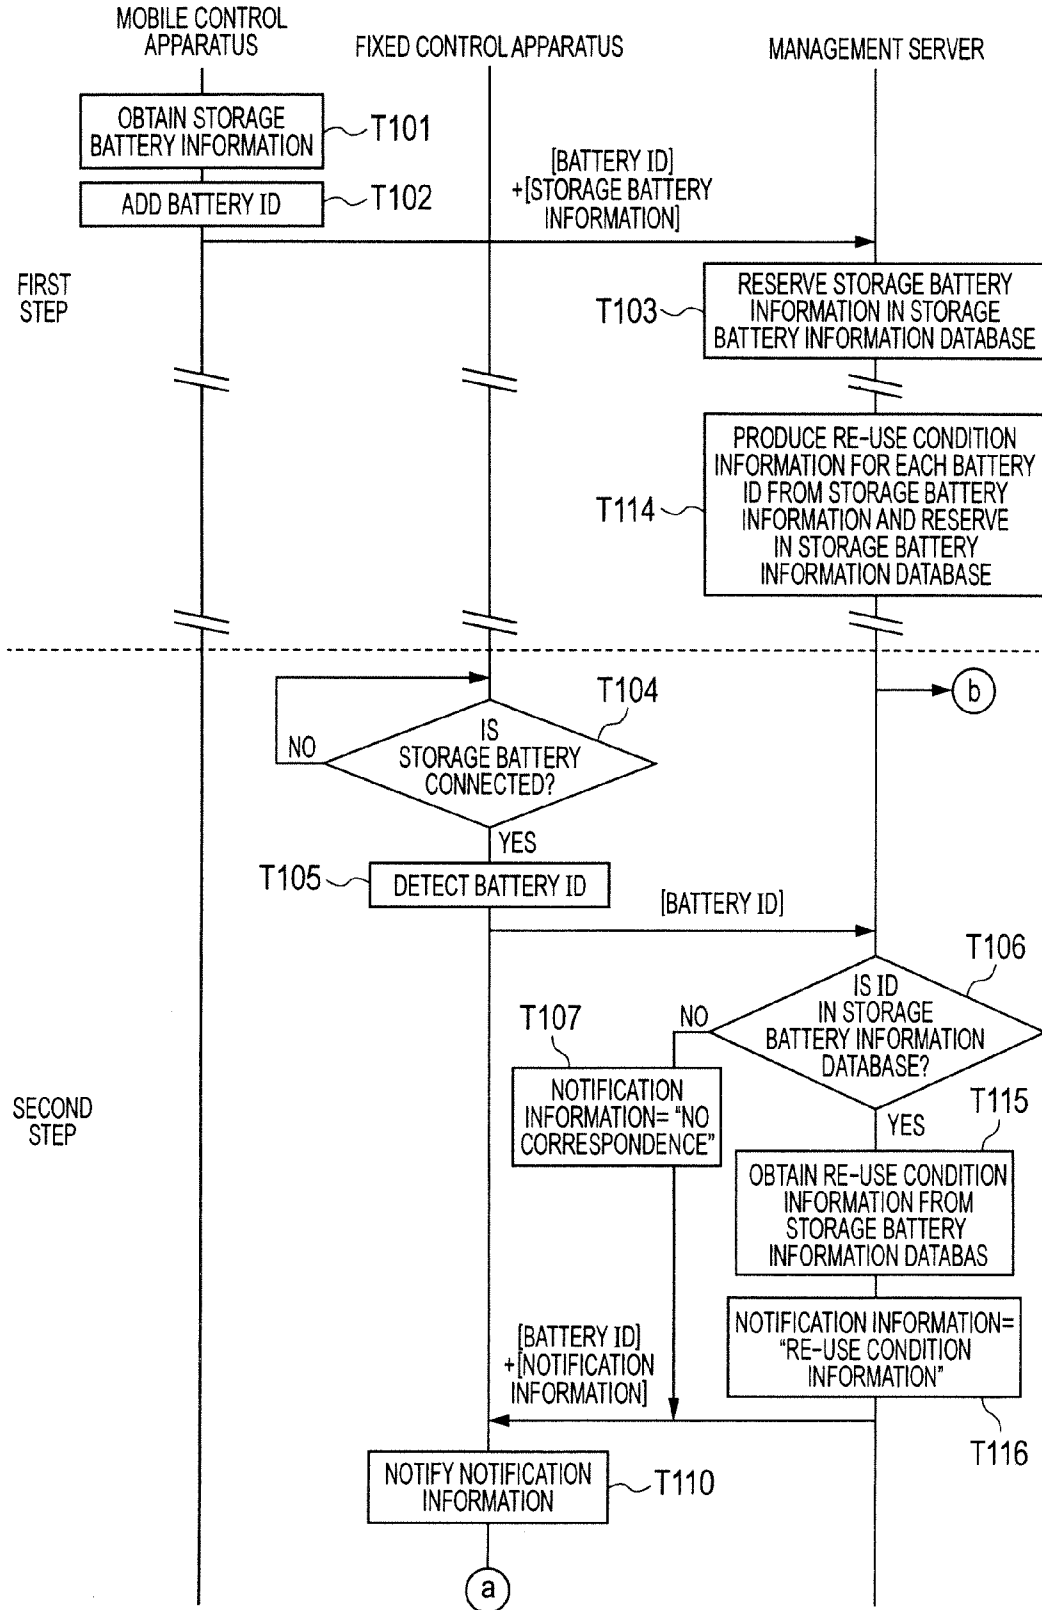 MOBILE CONTROL
APPARATUS
FIXED CONTROL APPARATUS
MANAGEMENT SERVER
OBTAIN STORAGE
BATTERY INFORMATION
T101
ADD BATTERY ID
T102
[BATTERY ID]
+[STORAGE BATTERY
INFORMATION]
FIRST
STEP
T103
RESERVE STORAGE BATTERY
INFORMATION IN STORAGE
BATTERY INFORMATION DATABASE
T114
PRODUCE RE-USE CONDITION
INFORMATION FOR EACH BATTERY
ID FROM STORAGE BATTERY
INFORMATION AND RESERVE
IN STORAGE BATTERY
INFORMATION DATABASE
b
T104
IS
STORAGE BATTERY
CONNECTED?
NO
YES
T105
DETECT BATTERY ID
[BATTERY ID]
T106
IS ID
IN STORAGE
BATTERY INFORMATION
DATABASE?
NO
YES
T107
NOTIFICATION
INFORMATION= “NO
CORRESPONDENCE”
SECOND
STEP
T115
OBTAIN RE-USE CONDITION
INFORMATION FROM
STORAGE BATTERY
INFORMATION DATABAS
NOTIFICATION INFORMATION=
“RE-USE CONDITION
INFORMATION”
T116
[BATTERY ID]
+[NOTIFICATION
INFORMATION]
NOTIFY NOTIFICATION
INFORMATION
T110
a